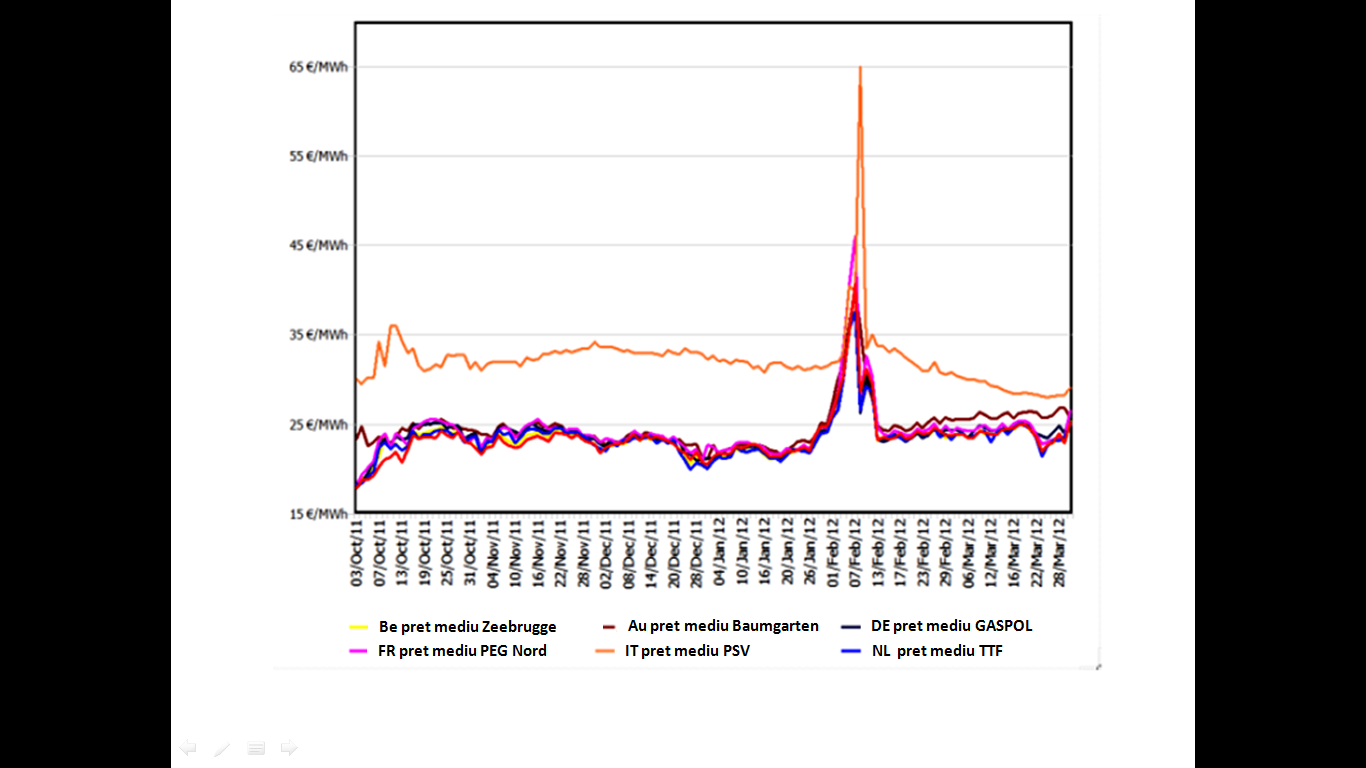 65 €/MWh
55 €/MWh
45 €/MWh
35 €/MWh
25 €/MWh
15 €/MWh
03/Oct/11
07/Oct/11
13/Oct/11
19/Oct/11
25/Oct/11
31/Oct/11
04/Nov/11
10/Nov/11
16/Nov/11
22/Nov/11
28/Nov/11
02/Dec/11
08/Dec/11
14/Dec/11
20/Dec/11
28/Dec/11
04/Jan/12
10/Jan/12
16/Jan/12
20/Jan/12
26/Jan/12
01/Feb/12
07/Feb/12
13/Feb/12
17/Feb/12
23/Feb/12
29/Feb/12
06/Mar/12
12/Mar/12
16/Mar/12
22/Mar/12
28/Mar/12
Be pret mediu Zeebrugge Au pret mediu Baumgarten DE pret mediu GASPOL
FR pret mediu PEG Nord IT pret mediu PSV NL pret mediu TTF